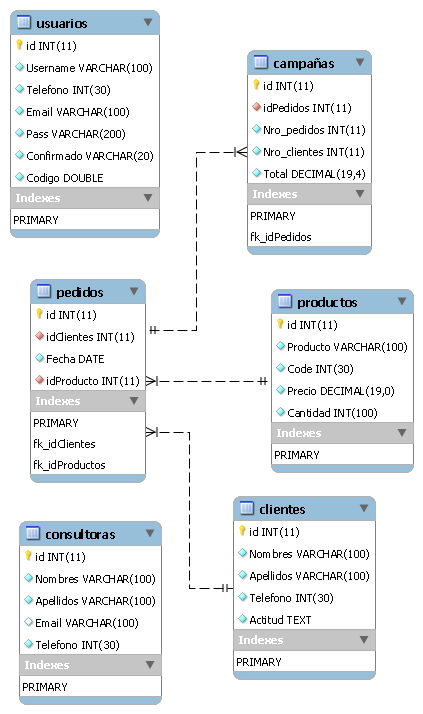 usuarios
id INT(11)
Username VARCHAR(100)
Telefono INT(30)
Email VARCHAR(100)
Pass VARCHAR(200)
Confirmado VARCHAR(20)
Codigo DOUBLE
Indexes
PRIMARY
campañas
id INT(11)
idPedidos INT(11)
Nro_pedidos INT(11)
Nro_clientes INT(11)
Total DECIMAL(19,4)
Indexes
PRIMARY
fk_idPedidos
pedidos
id INT(11)
idClientes INT(11)
Fecha DATE
idProducto INT(11)
Indexes
PRIMARY
fk_idClientes
fk_idProductos
productos
id INT(11)
Producto VARCHAR(100)
Code INT(30)
Precio DECIMAL(19,0)
Cantidad INT(100)
Indexes
PRIMARY
consultoras
id INT(11)
Nombres VARCHAR(100)
Apellidos VARCHAR(100)
Email VARCHAR(100)
Telefono INT(30)
Indexes
PRIMARY
clientes
id INT(11)
Nombres VARCHAR(100)
Apellidos VARCHAR(100)
Telefono INT(30)
Actitud TEXT
Indexes
PRIMARY